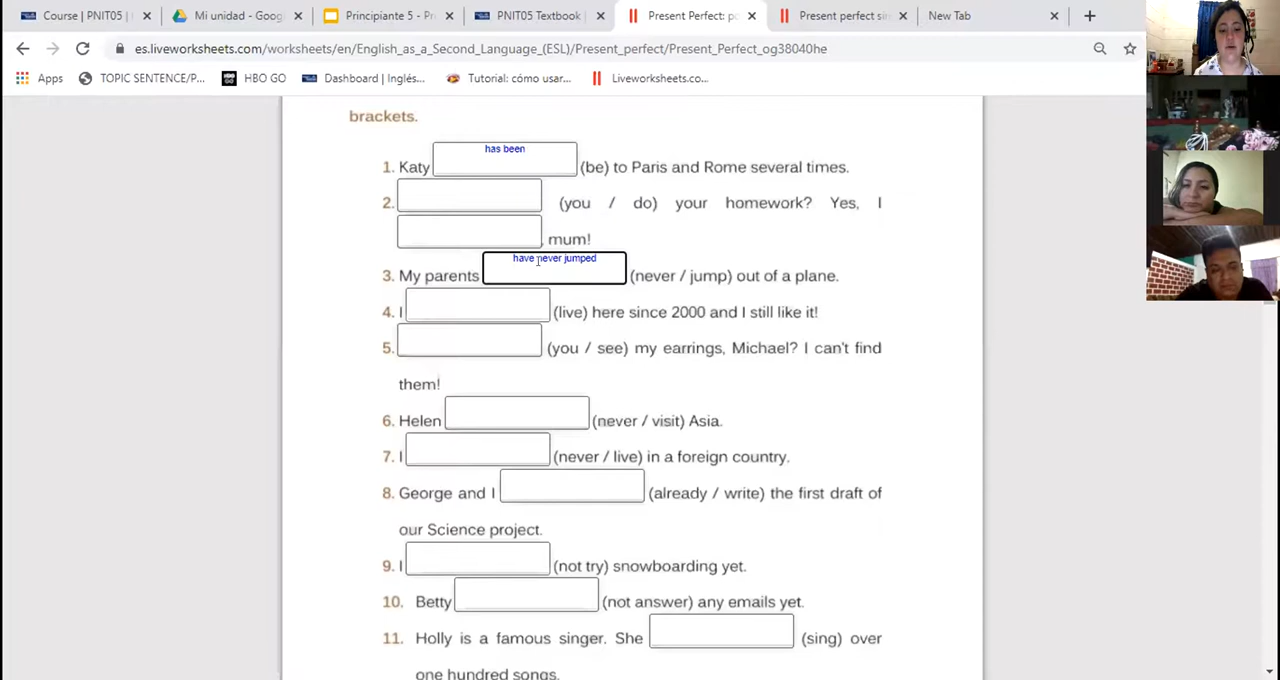 Course | PNIT05 |
Mi unidad - Goog
Principiante 5 - Pr
PNIT05 Textbook
Present Perfect: po
Present perfect sin
New Tab
es.liveworksheets.com/worksheets/en/English_as_a_Second_Language_(ESL)/Present_perfect/Present_Perfect_og38040he
Apps
TOPIC SENTENCE/P...
HBO GO
Dashboard | Inglés...
Tutorial: cómo usar...
Liveworksheets.co...
brackets.
1. Katy has been (be) to Paris and Rome several times.
2. (you / do) your homework? Yes, I
, mum!
3. My parents have never jumped (never / jump) out of a plane.
4. I (live) here since 2000 and I still like it!
5. (you / see) my earrings, Michael? I can't find
them!
6. Helen (never / visit) Asia.
7. I (never / live) in a foreign country.
8. George and I (already / write) the first draft of
our Science project.
9. I (not try) snowboarding yet.
10. Betty (not answer) any emails yet.
11. Holly is a famous singer. She (sing) over
one hundred songs.